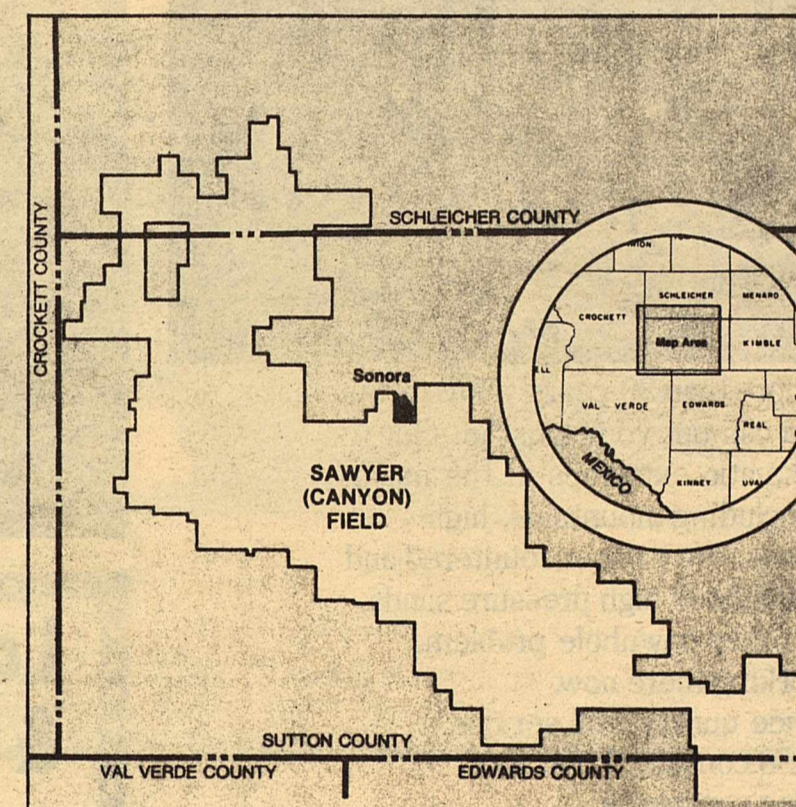 SCHLEICHER COUNTY
CROCKETT COUNTY
SCHLEICHER
MENARD
CROCKETT
Map Area
KIMBLE
VAL VERDE
EDWARDS
REAL
MEXICO
KINNEY
Sonora
SAWYER
(CANYON)
FIELD
SUTTON COUNTY
VAL VERDE COUNTY
EDWARDS COUNTY